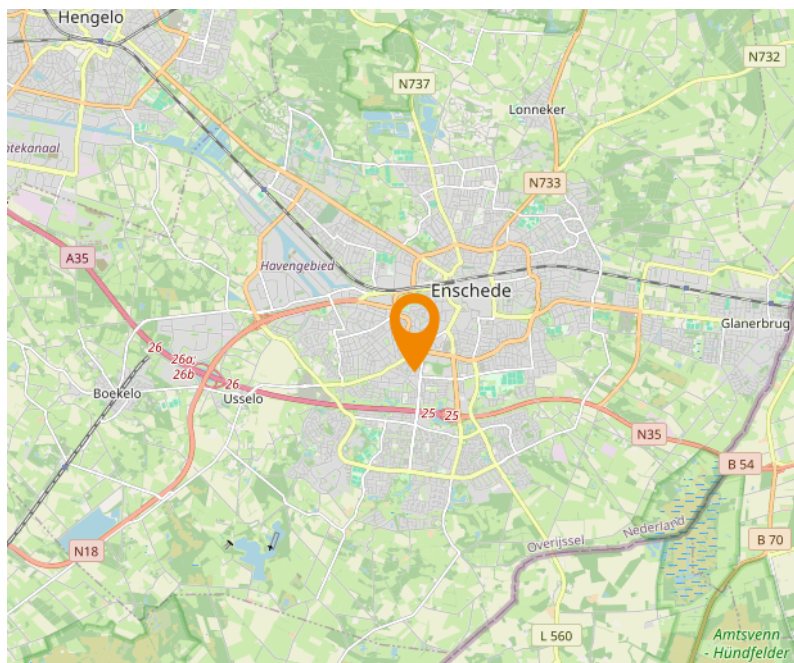 Hengelo
N732
N737
Lonneker
ntekanaal
N733
A35
Havengebied
Enschede
Glanerbrug
26
26a;
26b
26
Boekelo
Usselo
25 25
N35
B 54
Nederland
Overijssel
B 70
N18
L 560
Amtsvenn
- Hündfelder